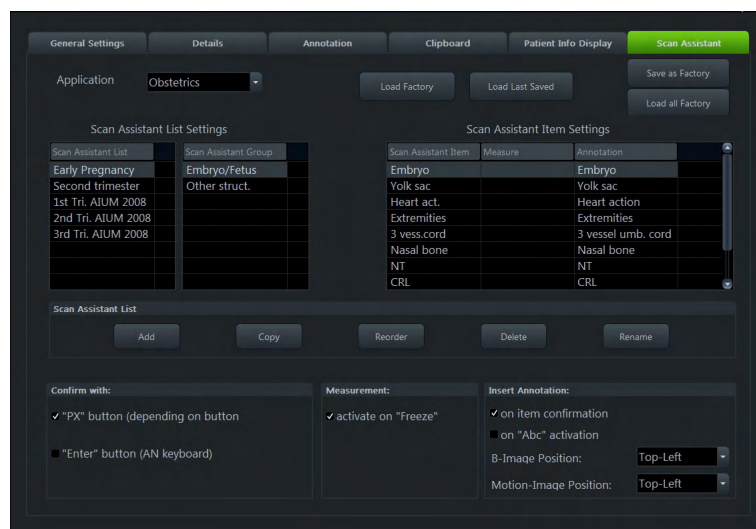 General Settings Details Annotation Clipboard Patient Info Display Scan Assistant
Application Obstetrics Load Factory Load Last Saved Save as Factory
Load all Factory
Scan Assistant List Settings Scan Assistant Item Settings
Scan Assistant List Scan Assistant Group Scan Assistant Item Measure Annotation
Early Pregnancy Embryo/Fetus Embryo Embryo
Second trimester Other struct. Yolk sac Yolk sac
1st Tri. AIUM 2008 Heart act. Heart action
2nd Tri. AIUM 2008 Extremities Extremities
3rd Tri. AIUM 2008 3 vess.cord 3 vessel umb. cord
Nasal bone Nasal bone
NT NT
CRL CRL
Scan Assistant List
Add Copy Reorder Delete Rename
Confirm with: Measurement: Insert Annotation:
"PX" button (depending on button activate on "Freeze" on item confirmation
on "Abc" activation
"Enter" button (AN keyboard) B-Image Position: Top-Left
Motion-Image Position: Top-Left